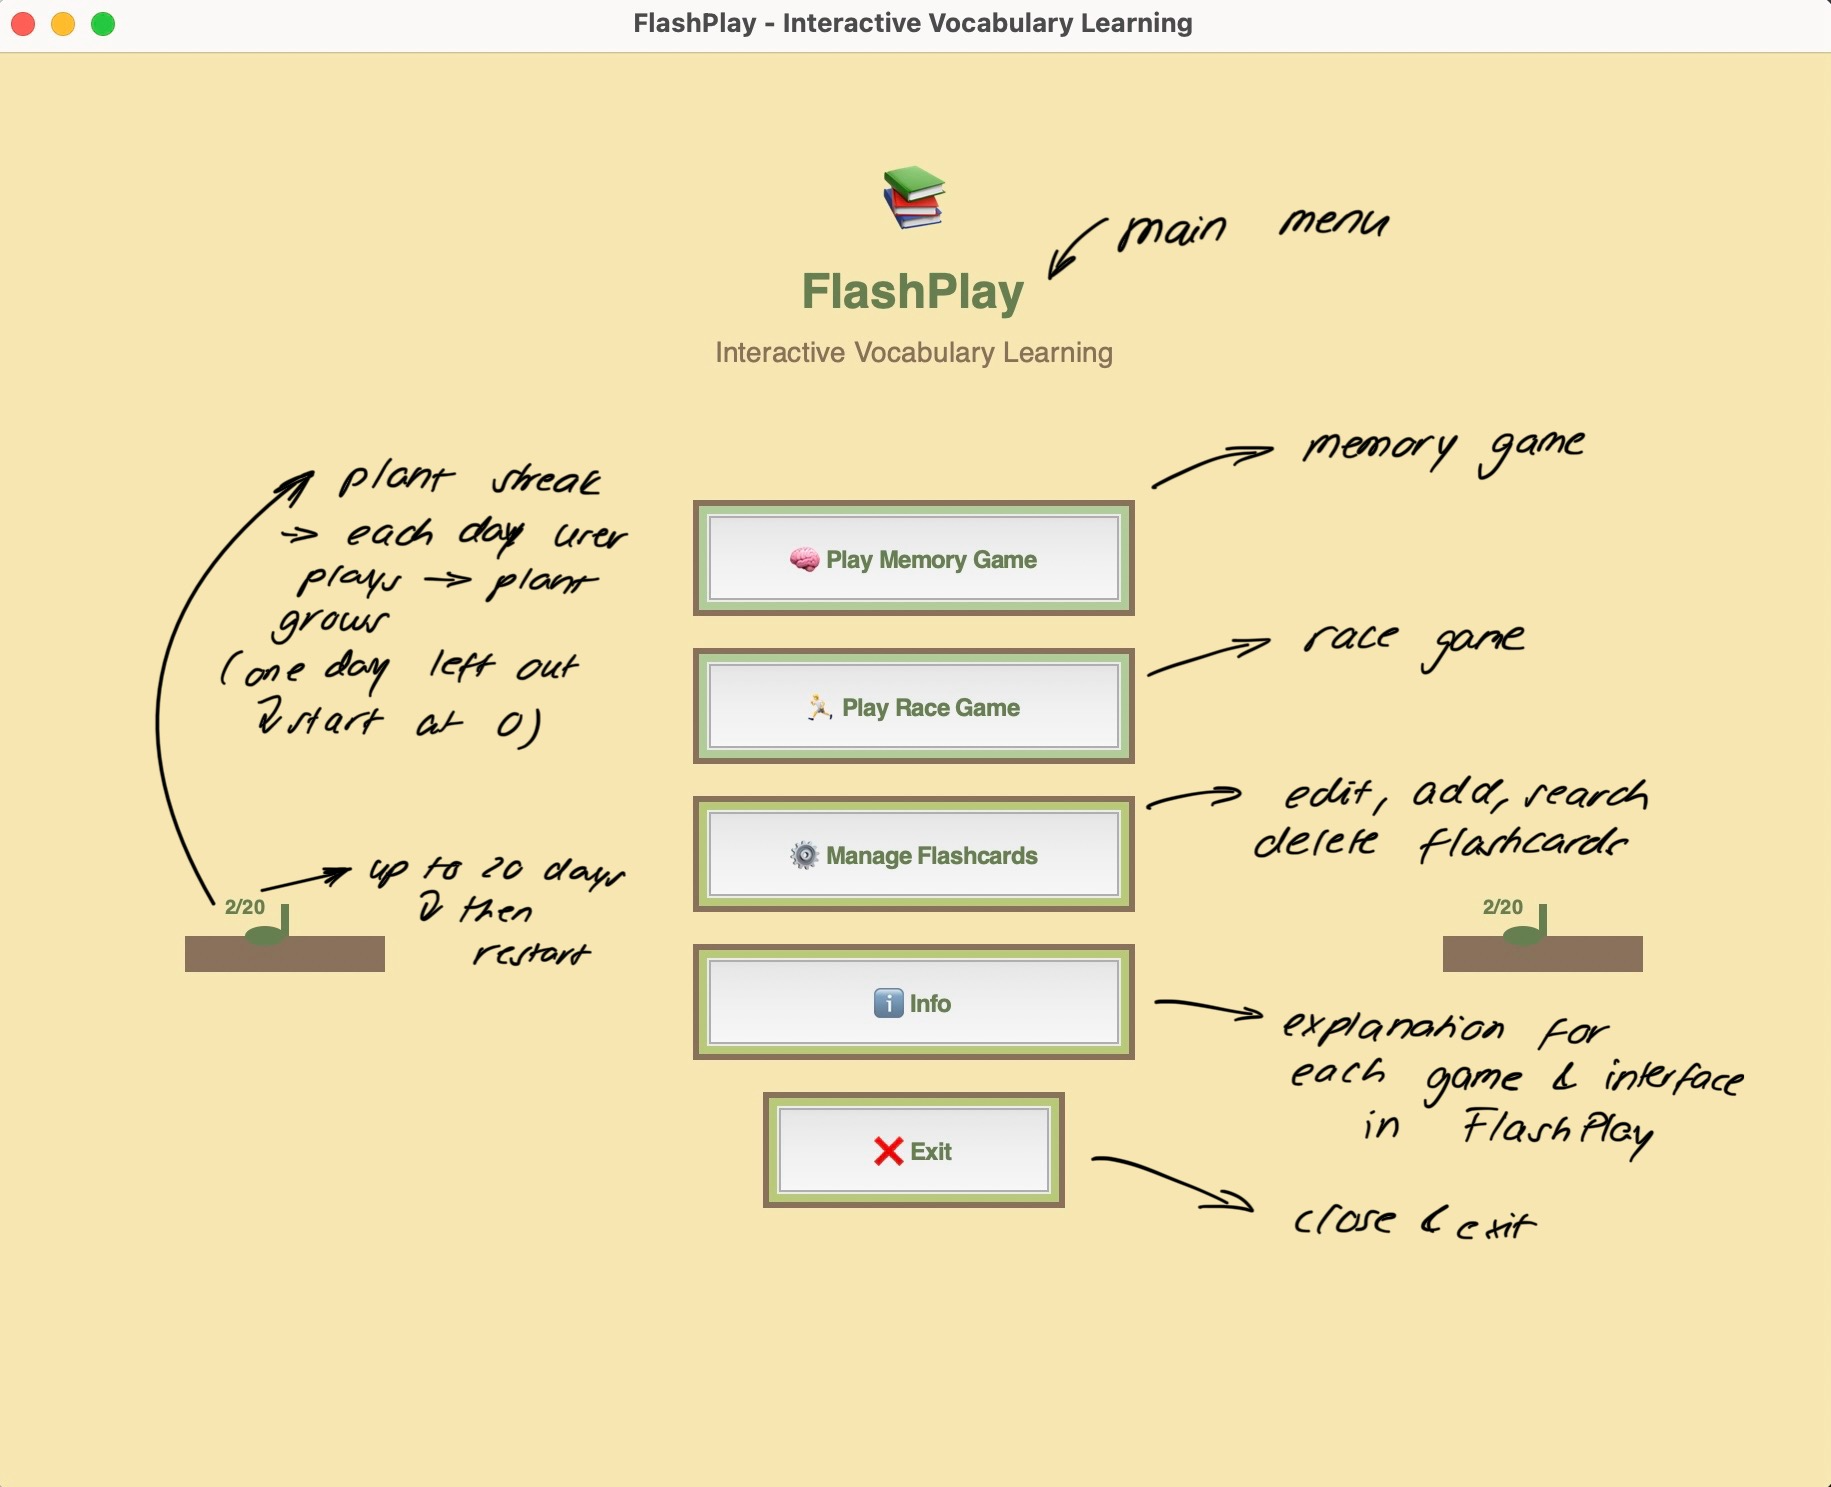 FlashPlay - Interactive Vocabulary Learning
main menu
FlashPlay
Interactive Vocabulary Learning
plant streak
→ each day user
plays → plant
grows
(one day left out
↓ start at 0)
up to 20 days
↓ then
restart
2/20
Play Memory Game
memory game
Play Race Game
race game
Manage Flashcards
edit, add, search
delete flashcards
2/20
i Info
explanation for
each game & interface
in FlashPlay
Exit
close & exit